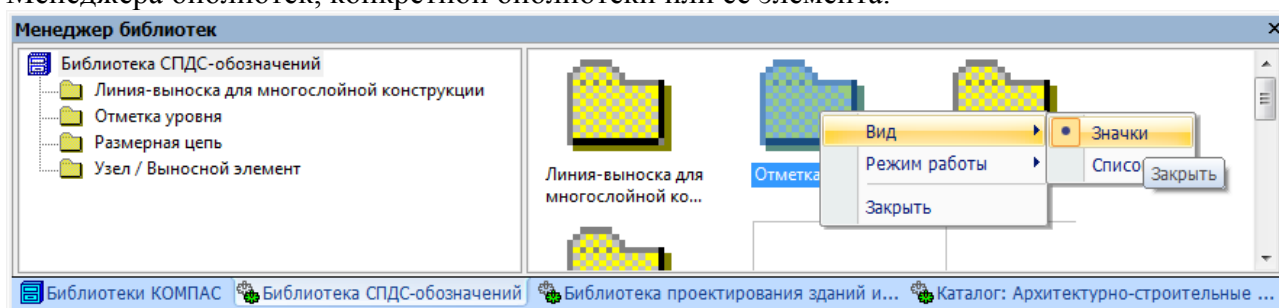 Менеджера библиотек, конкретной библиотеки или ее элемента.
Менеджер библиотек
Библиотека СПДС-обозначений
Линия-выноска для многослойной конструкции
Отметка уровня
Размерная цепь
Узел / Выносной элемент
Линия-выноска для
многослойной ко...
Отметка
Вид
Режим работы
Закрыть
Значки
Списо
Закрыть
Библиотеки КОМПАС
Библиотека СПДС-обозначений
Библиотека проектирования зданий и...
Каталог: Архитектурно-строительные ...